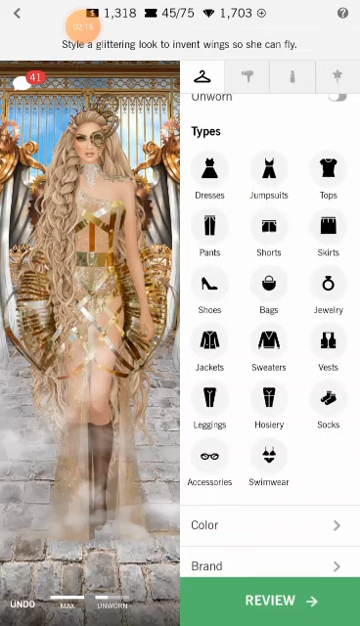 1,318 45/75 1,703
02:15
Style a glittering look to invent wings so she can fly.
41
Unworn
Types
Dresses Jumpsuits Tops
Pants Shorts Skirts
Shoes Bags Jewelry
Jackets Sweaters Vests
Leggings Hosiery Socks
Accessories Swimwear
Color
Brand
UNDO MAX UNWORN
REVIEW